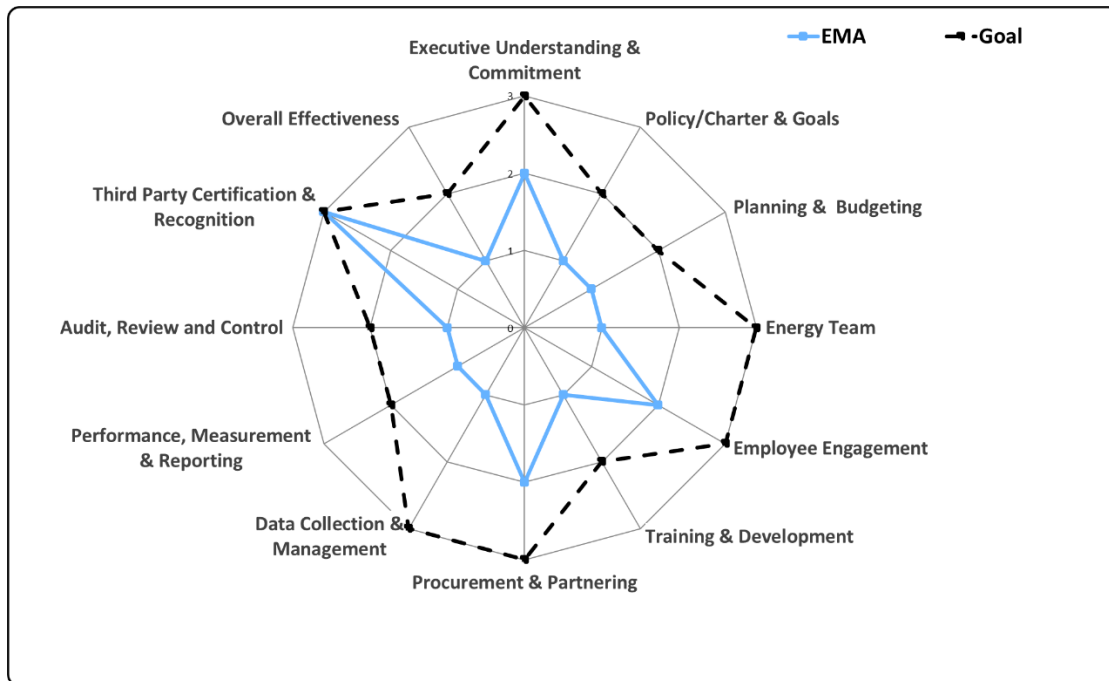 EMA
Goal
Executive Understanding &
Commitment
3
Overall Effectiveness
Policy/Charter & Goals
Third Party Certification &
Recognition
2
Planning &  Budgeting
1
Audit, Review and Control
0
Energy Team
Performance, Measurement
& Reporting
Employee Engagement
Data Collection &
Management
Training & Development
Procurement & Partnering